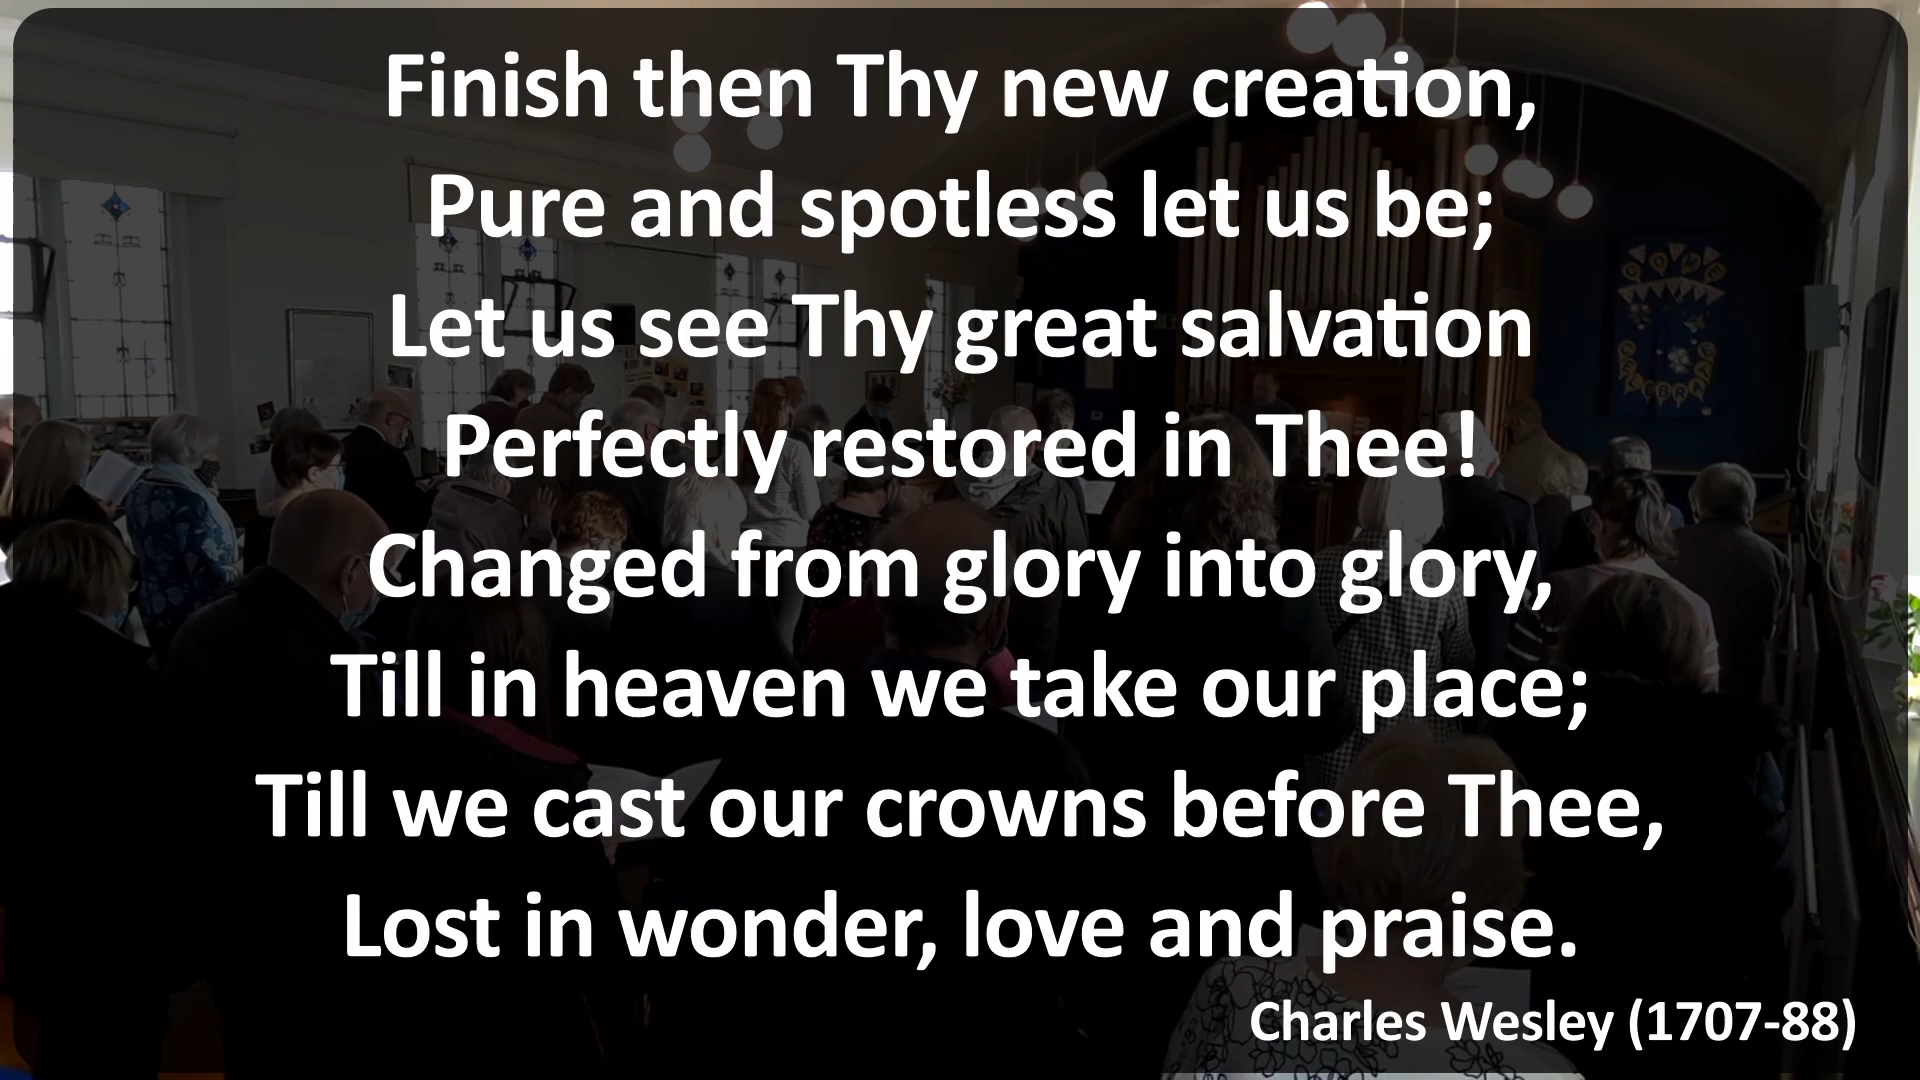 Finish then Thy new creation,
Pure and spotless let us be;
Let us see Thy great salvation
Perfectly restored in Thee!
Changed from glory into glory,
Till in heaven we take our place;
Till we cast our crowns before Thee,
Lost in wonder, love and praise.
Charles Wesley (1707-88)